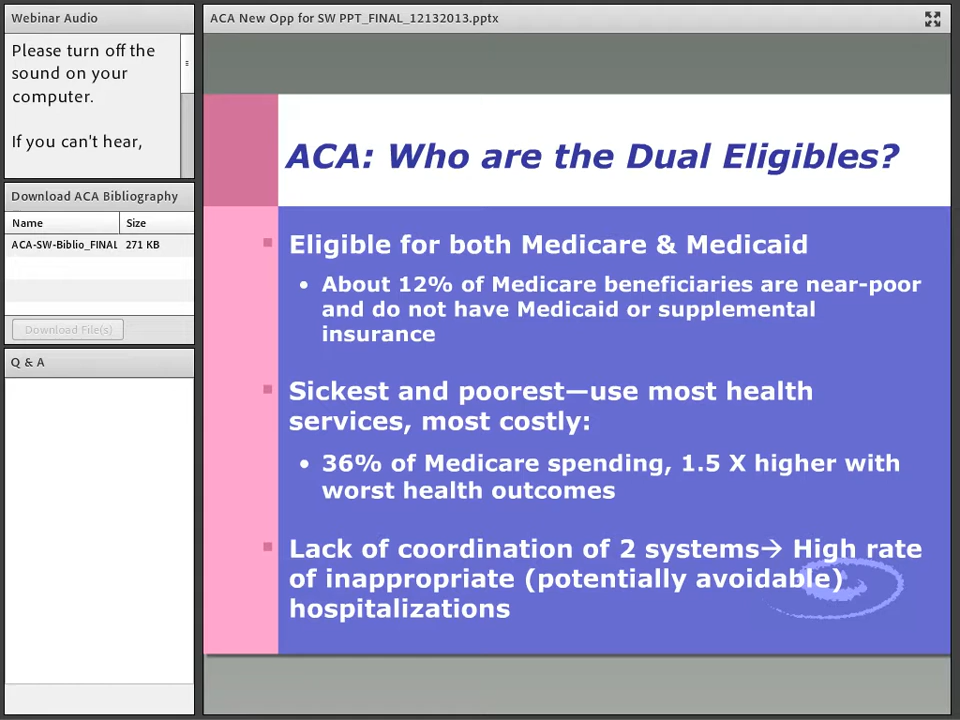 Webinar Audio
Please turn off the
sound on your
computer.
If you can't hear,
Download ACA Bibliography
Name Size
ACA-SW-Biblio_FINAL 271 KB
Download File(s)
Q & A
ACA New Opp for SW PPT_FINAL_12132013.pptx
ACA: Who are the Dual Eligibles?
Eligible for both Medicare & Medicaid
• About 12% of Medicare beneficiaries are near-poor
and do not have Medicaid or supplemental
insurance
Sickest and poorest—use most health
services, most costly:
• 36% of Medicare spending, 1.5 X higher with
worst health outcomes
Lack of coordination of 2 systems→ High rate
of inappropriate (potentially avoidable)
hospitalizations